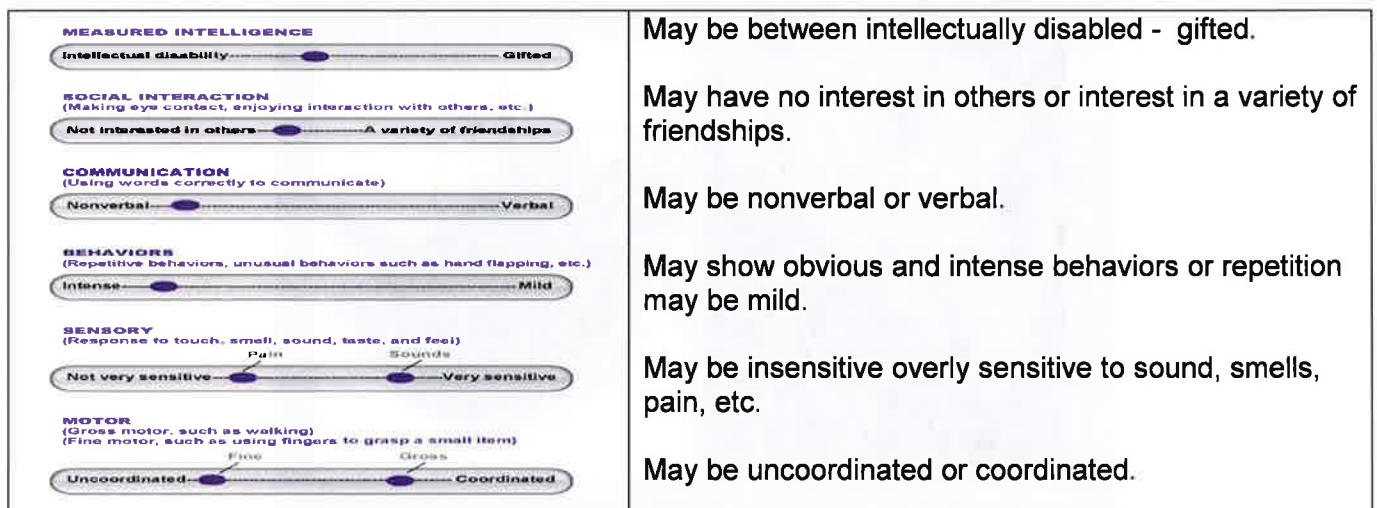 MEASURED INTELLIGENCE
Intellectual disability Gifted
SOCIAL INTERACTION
(Making eye contact, enjoying interaction with others, etc.)
Not interested in others A variety of friendships
COMMUNICATION
(Using words correctly to communicate)
Nonverbal Verbal
BEHAVIORS
(Repetitive behaviors, unusual behaviors such as hand flapping, etc.)
Intense Mild
SENSORY
(Response to touch, smell, sound, taste, and feel)
Pain Sounds
Not very sensitive Very sensitive
MOTOR
(Gross motor, such as walking)
(Fine motor, such as using fingers to grasp a small item)
Fine Gross
Uncoordinated Coordinated
May be between intellectually disabled - gifted.
May have no interest in others or interest in a variety of
friendships.
May be nonverbal or verbal.
May show obvious and intense behaviors or repetition
may be mild.
May be insensitive overly sensitive to sound, smells,
pain, etc.
May be uncoordinated or coordinated.